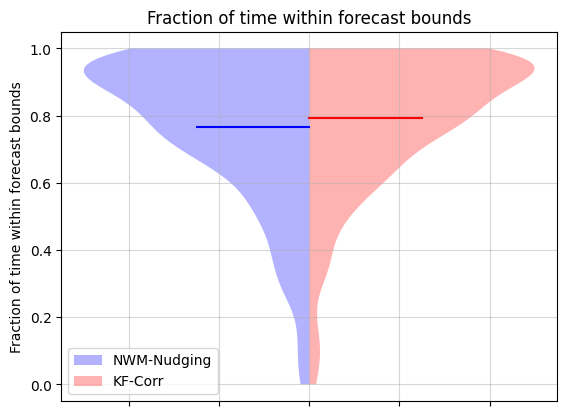 Fraction of time within forecast bounds
Fraction of time within forecast bounds
1.0
0.8
0.6
0.4
0.2
0.0
NWM-Nudging
KF-Corr